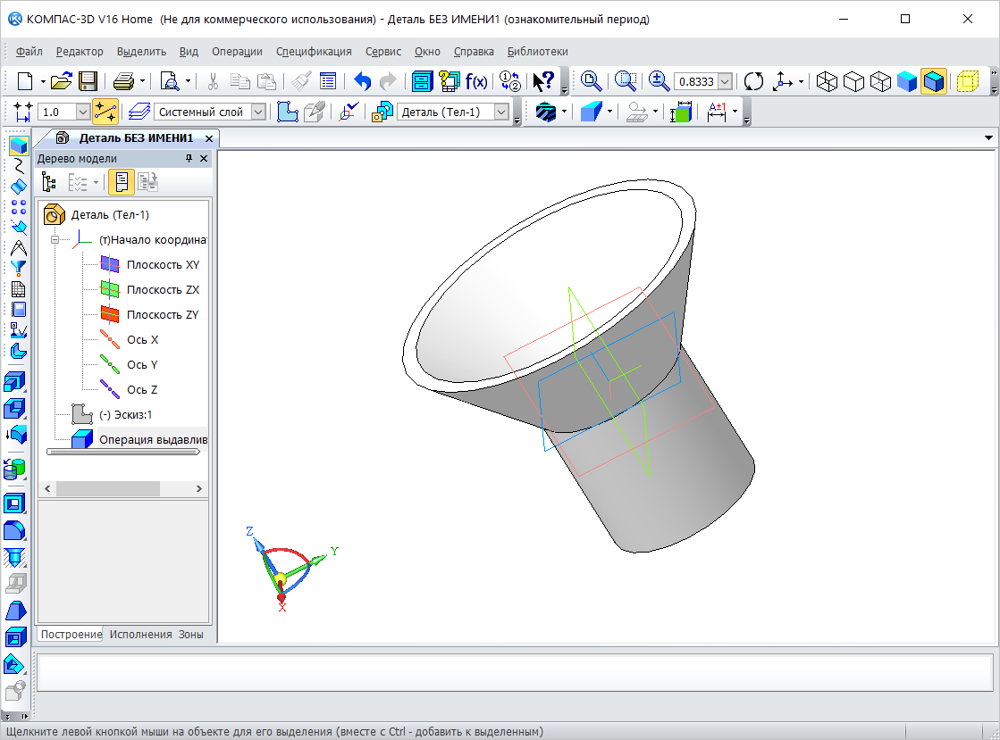 КОМПАС-3D V16 Home (Не для коммерческого использования) - Деталь БЕЗ ИМЕНИ1 (ознакомительный период)
Файл Редактор Выделить Вид Операции Спецификация Сервис Окно Справка Библиотеки
f(x) 0.8333
1.0 Системный слой Деталь (Тел-1)
Деталь БЕЗ ИМЕНИ1
Дерево модели
Деталь (Тел-1)
(т)Начало координа
Плоскость XY
Плоскость ZX
Плоскость ZY
Ось X
Ось Y
Ось Z
(-) Эскиз:1
Операция выдавлив
Z
Y
X
Построение Исполнения Зоны
Щелкните левой кнопкой мыши на объекте для его выделения (вместе с Ctrl - добавить к выделенным)